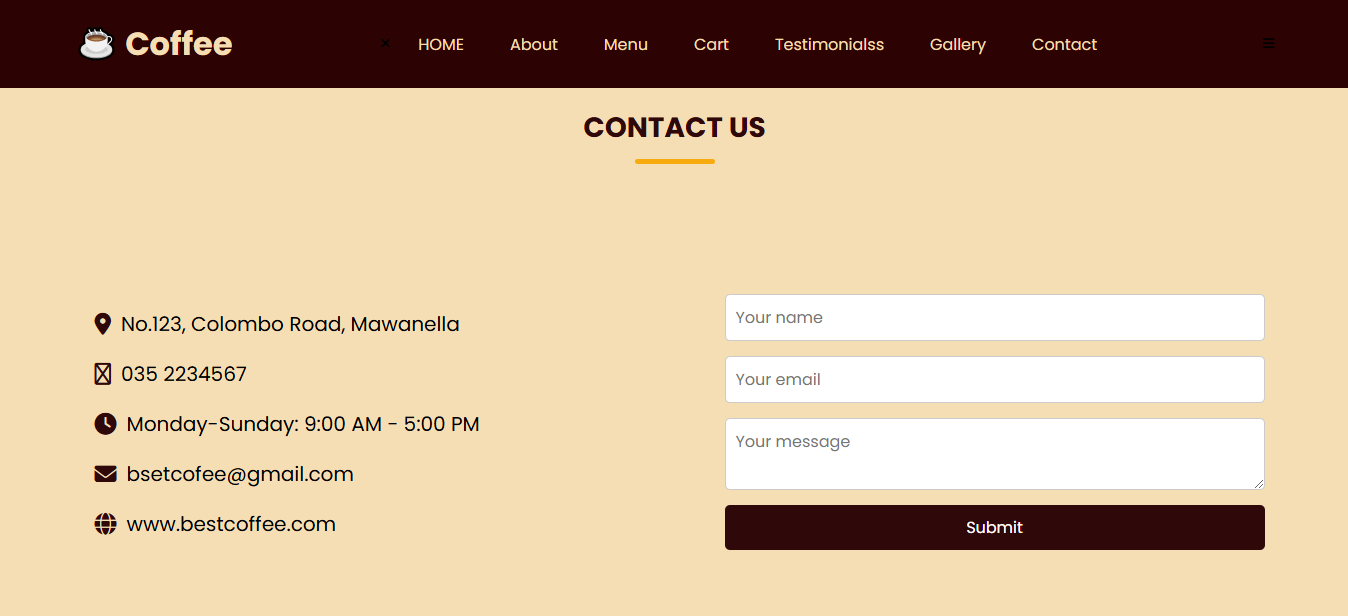 Coffee
HOME About Menu Cart Testimonialss Gallery Contact
CONTACT US
No.123, Colombo Road, Mawanella
035 2234567
Monday-Sunday: 9:00 AM - 5:00 PM
bsetcofee@gmail.com
www.bestcoffee.com
Your name
Your email
Your message
Submit